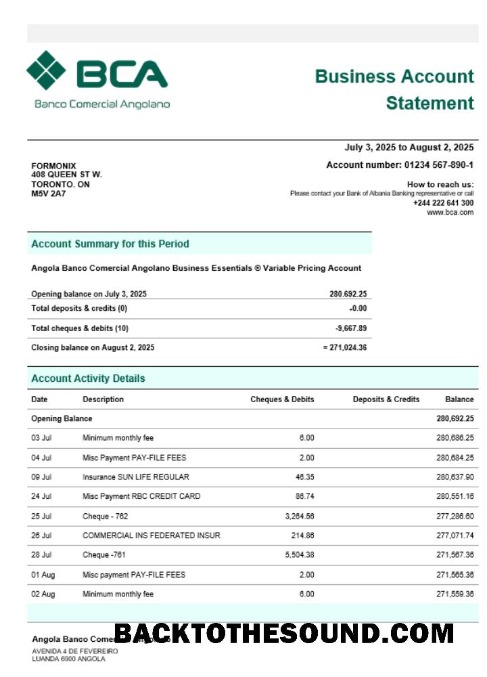 BCA
Banco Comercial Angolano
Business Account
Statement
July 3, 2025 to August 2, 2025
Account number: 01234 567-890-1
FORMONIX
408 QUEEN ST W.
TORONTO. ON
M5V 2A7
How to reach us:
Please contact your Bank of Albania Banking representative or call
+244 222 641 300
www.bca.com
Account Summary for this Period
Angola Banco Comercial Angolano Business Essentials ® Variable Pricing Account
Opening balance on July 3, 2025 280.692.25
Total deposits & credits (0) -0.00
Total cheques & debits (10) -9,667.89
Closing balance on August 2, 2025 = 271,024.36
Account Activity Details
Date Description Cheques & Debits Deposits & Credits Balance
Opening Balance 280,692.25
03 Jul Minimum monthly fee 6.00 280,686.25
04 Jul Misc Payment PAY-FILE FEES 2.00 280,684.25
09 Jul Insurance SUN LIFE REGULAR 46.35 280,637.90
24 Jul Misc Payment RBC CREDIT CARD 86.74 280,551.16
25 Jul Cheque - 762 3,264.56 277,286.60
26 Jul COMMERCIAL INS FEDERATED INSUR 214.86 277,071.74
28 Jul Cheque -761 5,504.38 271,567.36
01 Aug Misc payment PAY-FILE FEES 2.00 271,565.36
02 Aug Minimum monthly fee 6.00 271,559.36
Angola Banco
BACKTOTHESOUND.COM
AVENIDA 4 DE FEVEREIRO
LUANDA 6900 ANGOLA